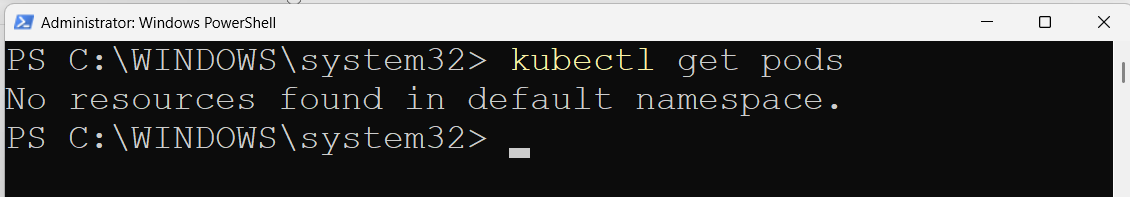 Administrator: Windows PowerShell
PS C:\WINDOWS\system32> kubectl get pods
No resources found in default namespace.
PS C:\WINDOWS\system32>